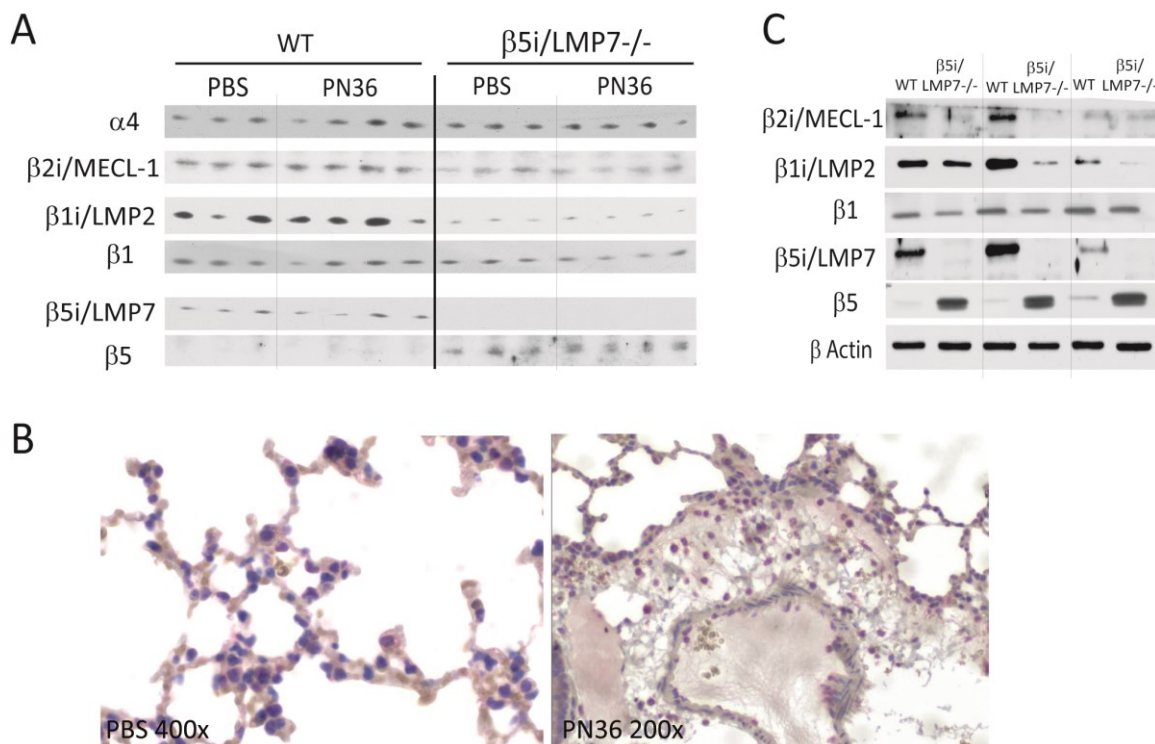 A
WT
β5i/LMP7-/-
PBS
PN36
PBS
PN36
α4
β2i/MECL-1
β1i/LMP2
β1
β5i/LMP7
β5
C
WT
β5i/
LMP7-/-
WT
β5i/
LMP7-/-
WT
β5i/
LMP7-/-
β2i/MECL-1
β1i/LMP2
β1
β5i/LMP7
β5
β Actin
B
PBS 400x
PN36 200x